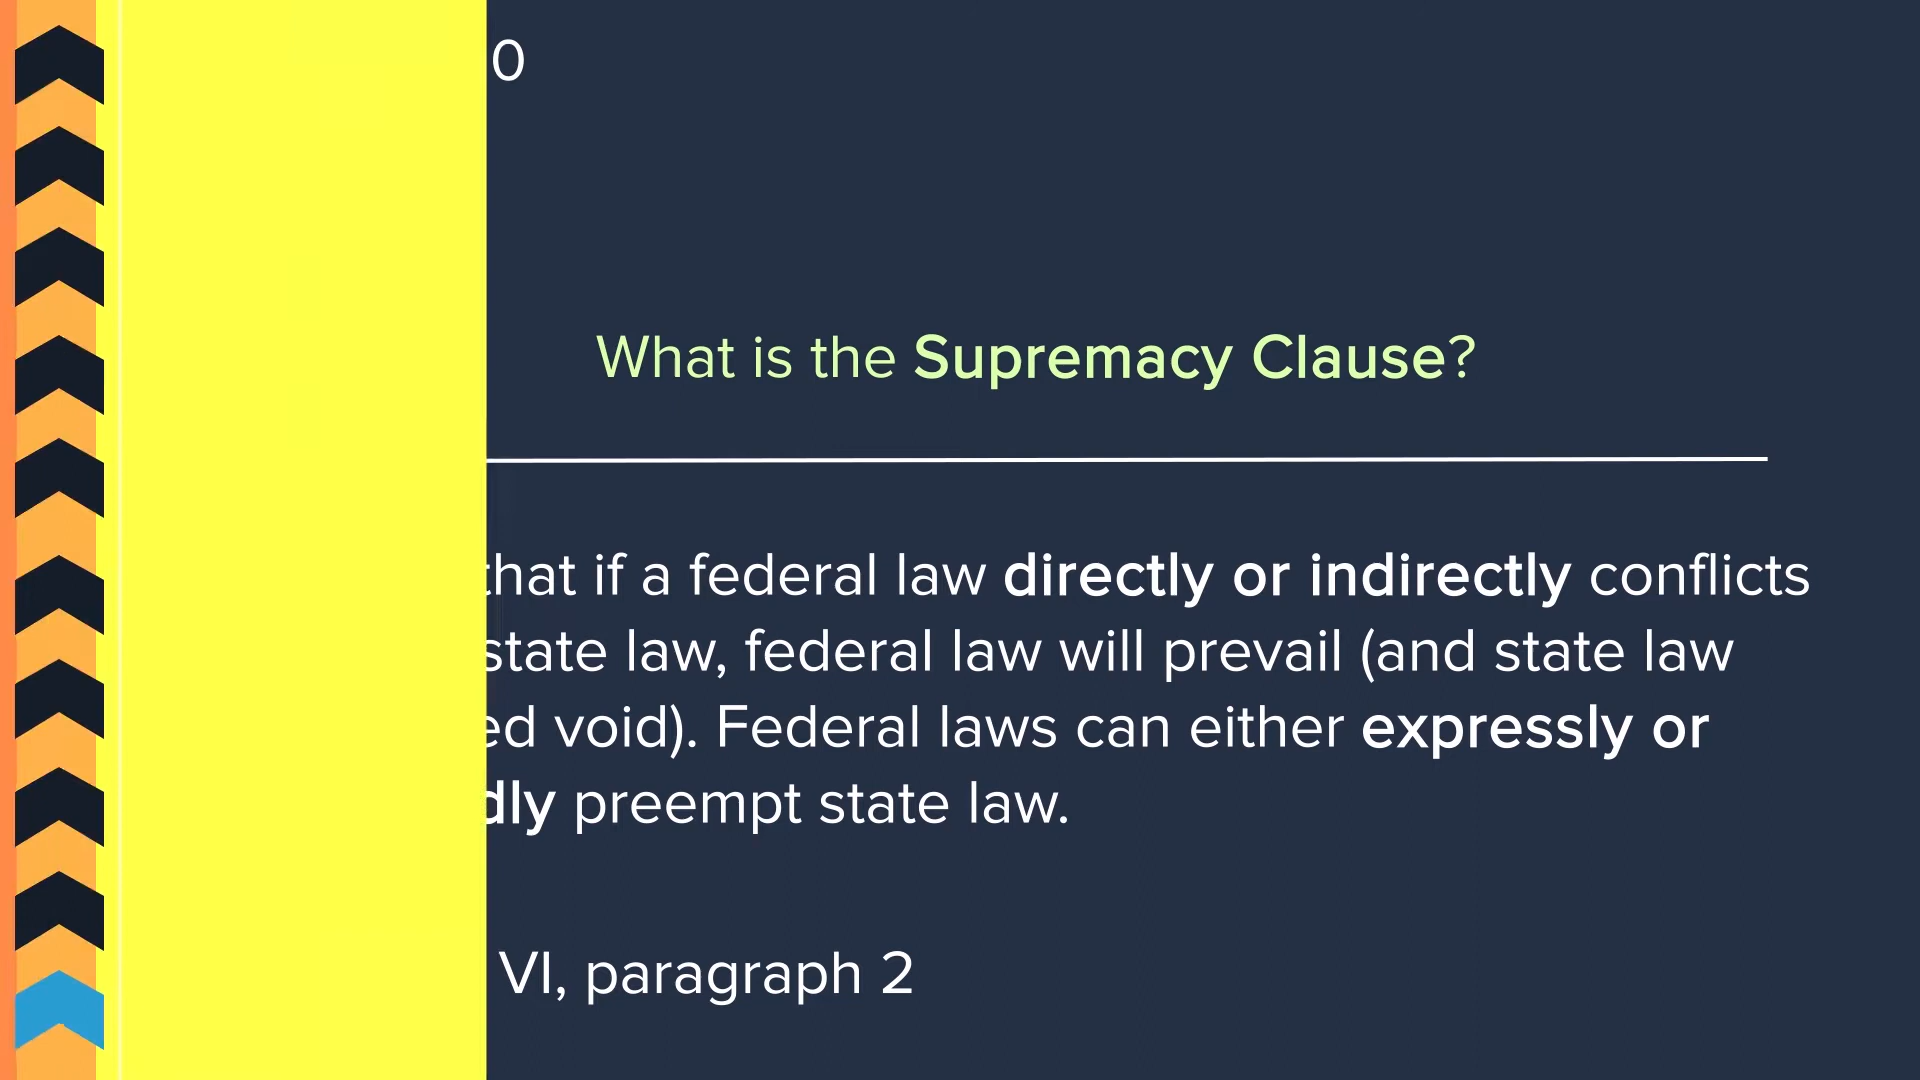 0
What is the Supremacy Clause?
that if a federal law directly or indirectly conflicts
state law, federal law will prevail (and state law
ed void). Federal laws can either expressly or
dly preempt state law.
VI, paragraph 2